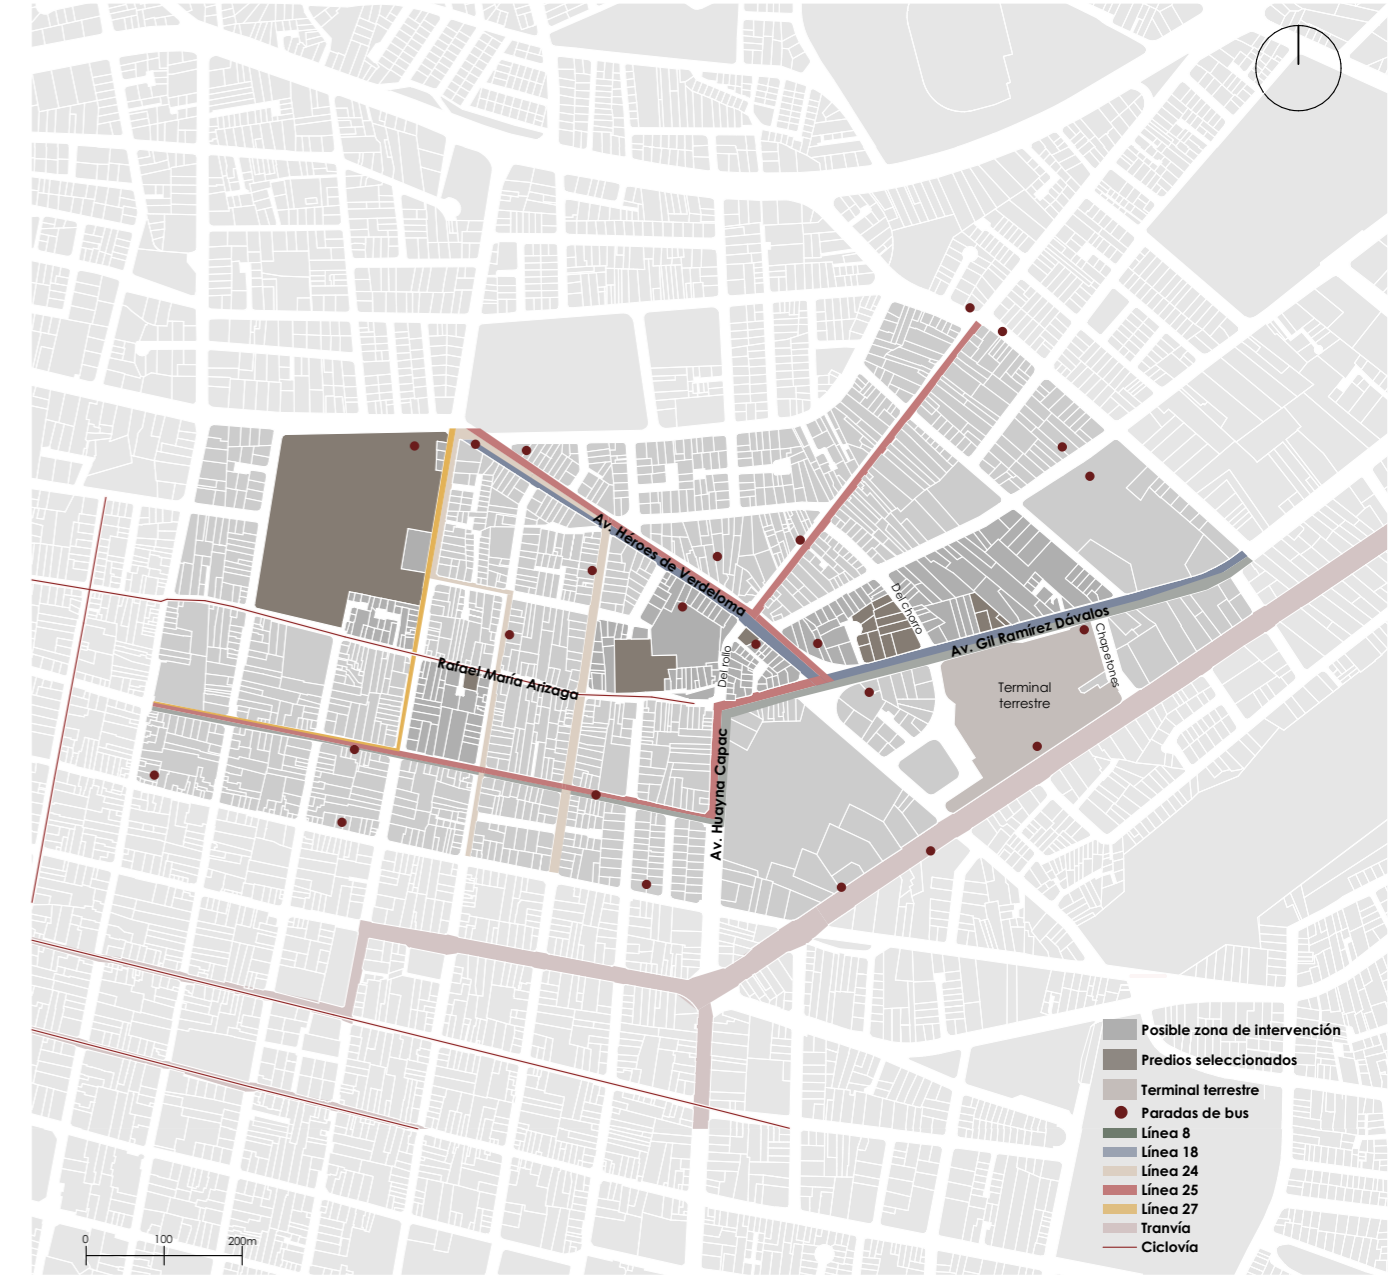 Av. Héroes de Verdeloma
Del chorro
Av. Gil Ramírez Dávalos
Chapetones
Del rollo
Rafael María Arizaga
Terminal
terrestre
Av. Huayna Capac
Posible zona de intervención
Predios seleccionados
Terminal terrestre
Paradas de bus
Línea 8
Línea 18
Línea 24
Línea 25
Línea 27
Tranvía
Ciclovía
0 100 200m